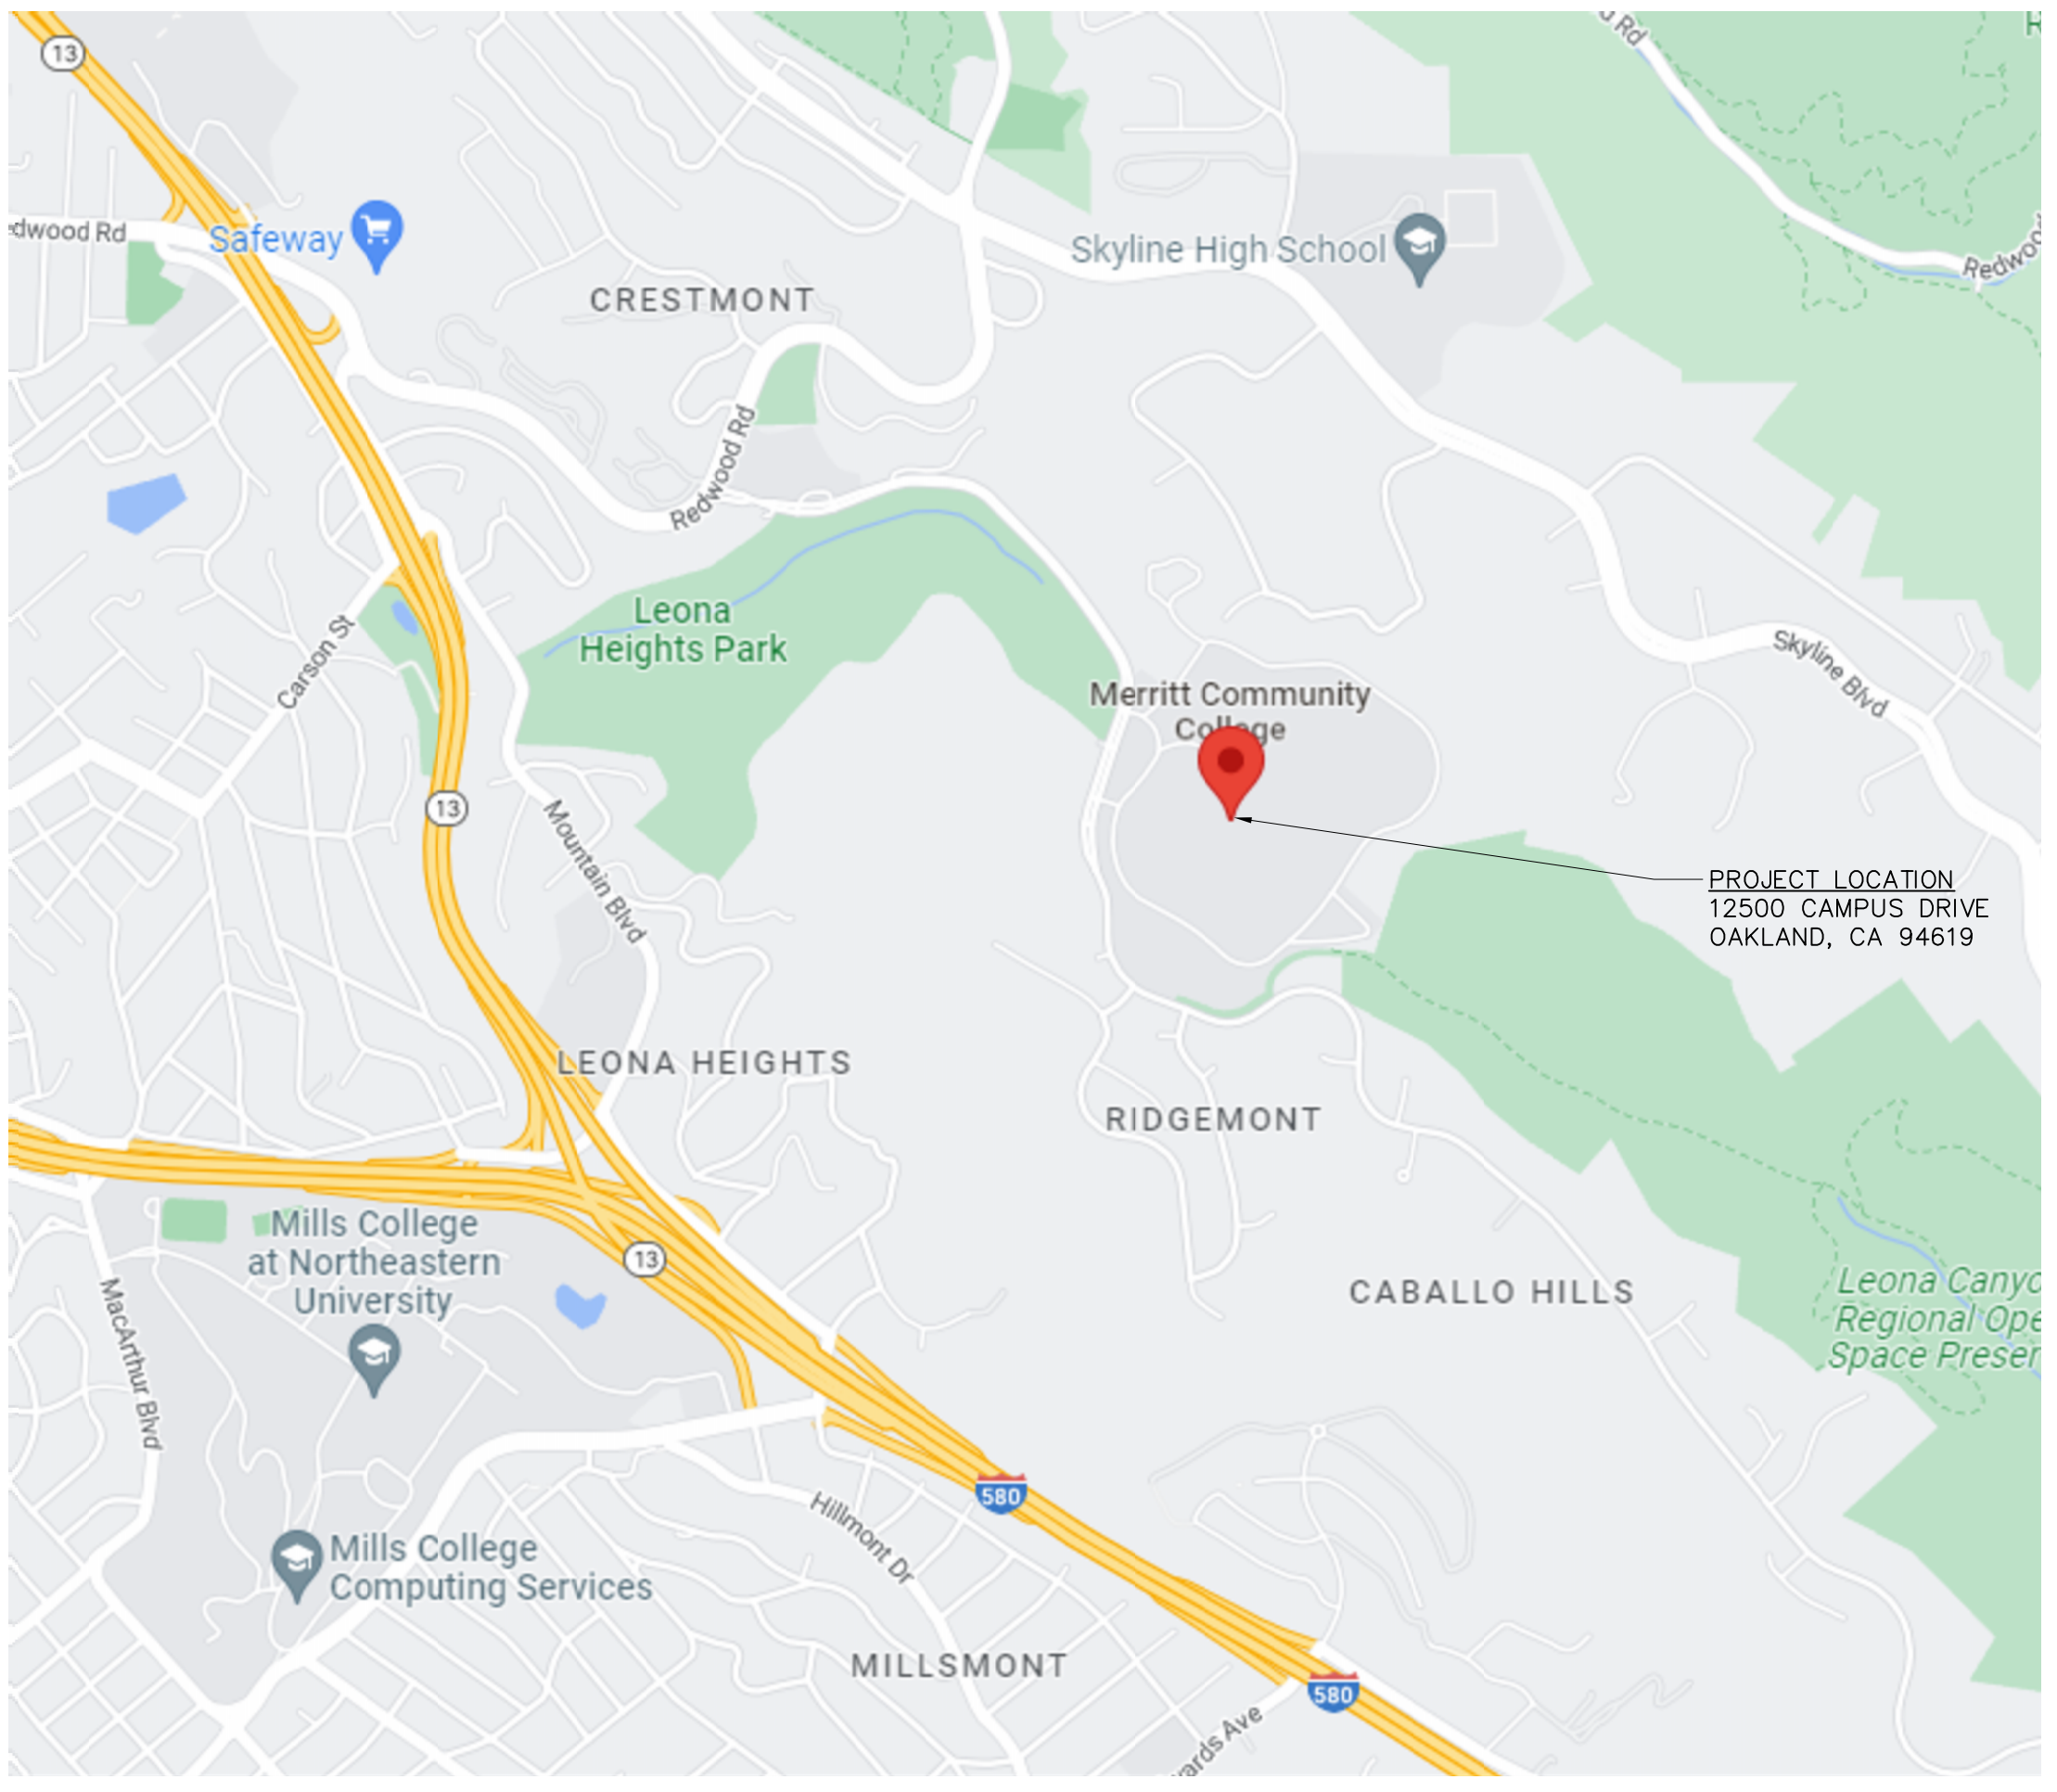 13
Rd
edwood Rd
Safeway
Skyline High School
Redwood
CRESTMONT
Redwood Rd
Leona
Heights Park
Carson St
Skyline Blvd
Merritt Community
College
13
Mountain Blvd
PROJECT LOCATION
12500 CAMPUS DRIVE
OAKLAND, CA 94619
LEONA HEIGHTS
RIDGEMONT
Mills College
at Northeastern
University
13
MacArthur Blvd
CABALLO HILLS
Leona Canyo
Regional Ope
Space Preser
580
Hillmont Dr
Mills College
Computing Services
MILLSMONT
580
wards Ave